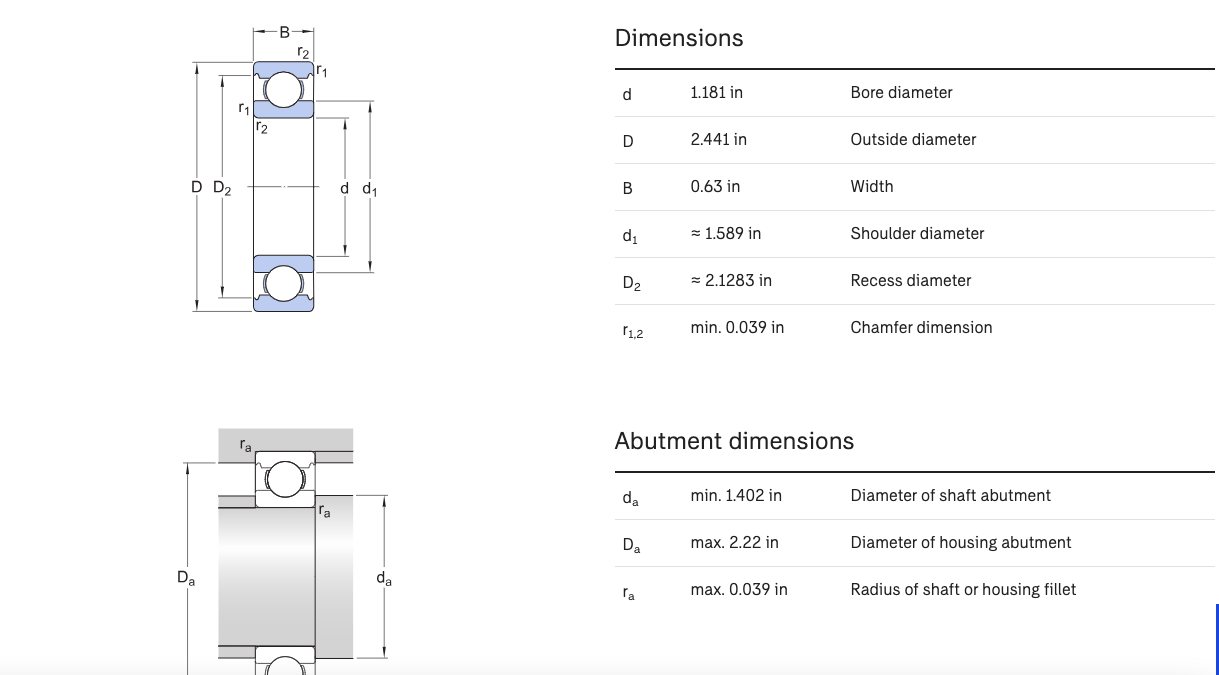 B
r2
r1
r1
r2
D D2 d d1
Dimensions
d 1.181 in Bore diameter
D 2.441 in Outside diameter
B 0.63 in Width
d1 ≈ 1.589 in Shoulder diameter
D2 ≈ 2.1283 in Recess diameter
r1,2 min. 0.039 in Chamfer dimension
ra
ra
Da da
Abutment dimensions
da min. 1.402 in Diameter of shaft abutment
Da max. 2.22 in Diameter of housing abutment
ra max. 0.039 in Radius of shaft or housing fillet